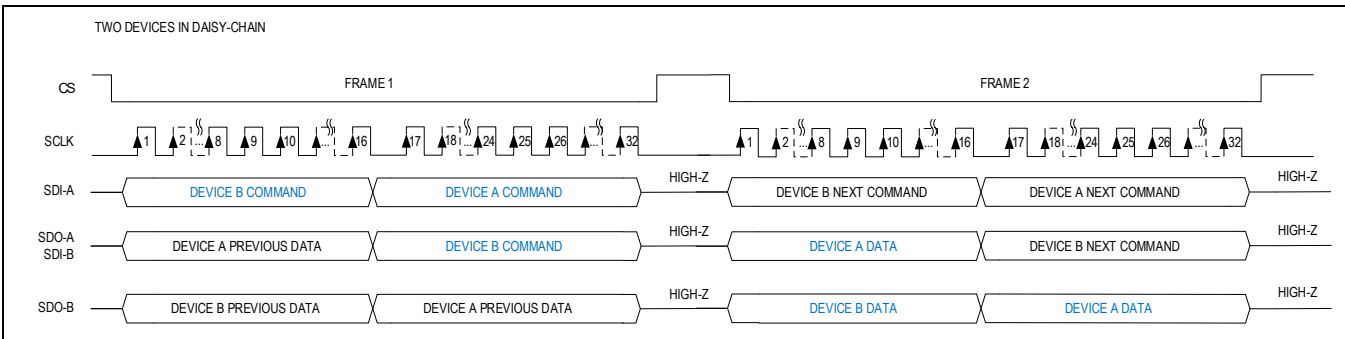 TWO DEVICES IN DAISY-CHAIN
CS FRAME 1 FRAME 2
SCLK 1 2 ... 8 9 10 ... 16 17 18 ... 24 25 26 ... 32 1 2 ... 8 9 10 ... 16 17 18 ... 24 25 26 ... 32
SDI-A DEVICE B COMMAND DEVICE A COMMAND HIGH-Z DEVICE B NEXT COMMAND DEVICE A NEXT COMMAND HIGH-Z
SDO-A
SDI-B DEVICE A PREVIOUS DATA DEVICE B COMMAND HIGH-Z DEVICE A DATA DEVICE B NEXT COMMAND HIGH-Z
SDO-B DEVICE B PREVIOUS DATA DEVICE A PREVIOUS DATA HIGH-Z DEVICE B DATA DEVICE A DATA HIGH-Z